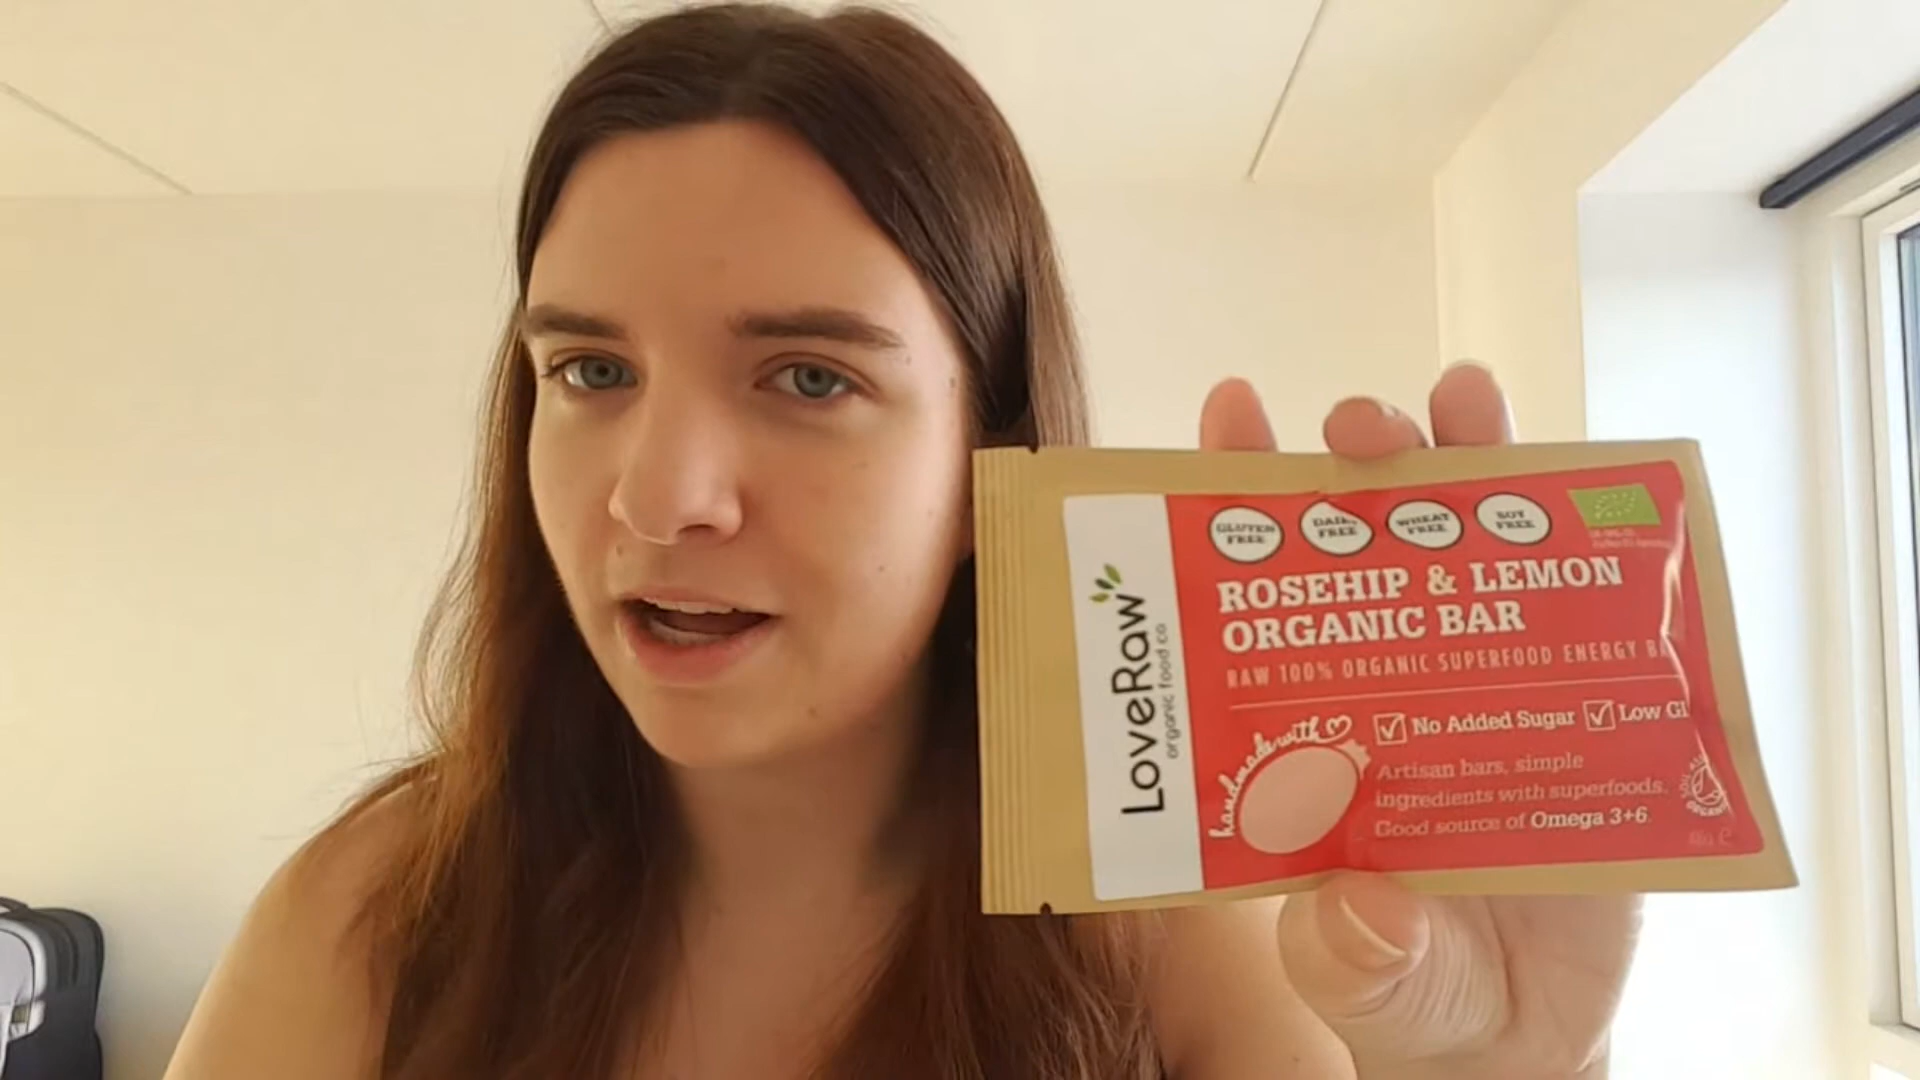 LoveRaw
organic food co
GLUTEN
FREE
DAIRY
FREE
WHEAT
FREE
SOY
FREE
ROSEHIP & LEMON
ORGANIC BAR
RAW 100% ORGANIC SUPERFOOD ENERGY
handmade with
No Added Sugar Low GI
Artisan bars, simple
ingredients with superfoods.
Good source of Omega 3+6.
ORGANIC